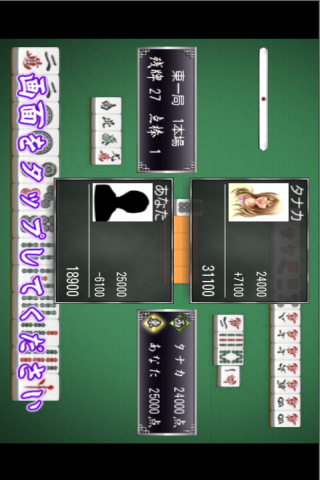 東一局 1本場
残牌 27 点棒 1
タナカ
24000
+7100
31100
あなた
25000
-6100
18900
タナカ 24000点
あなた 25000点
画面をタップしてください